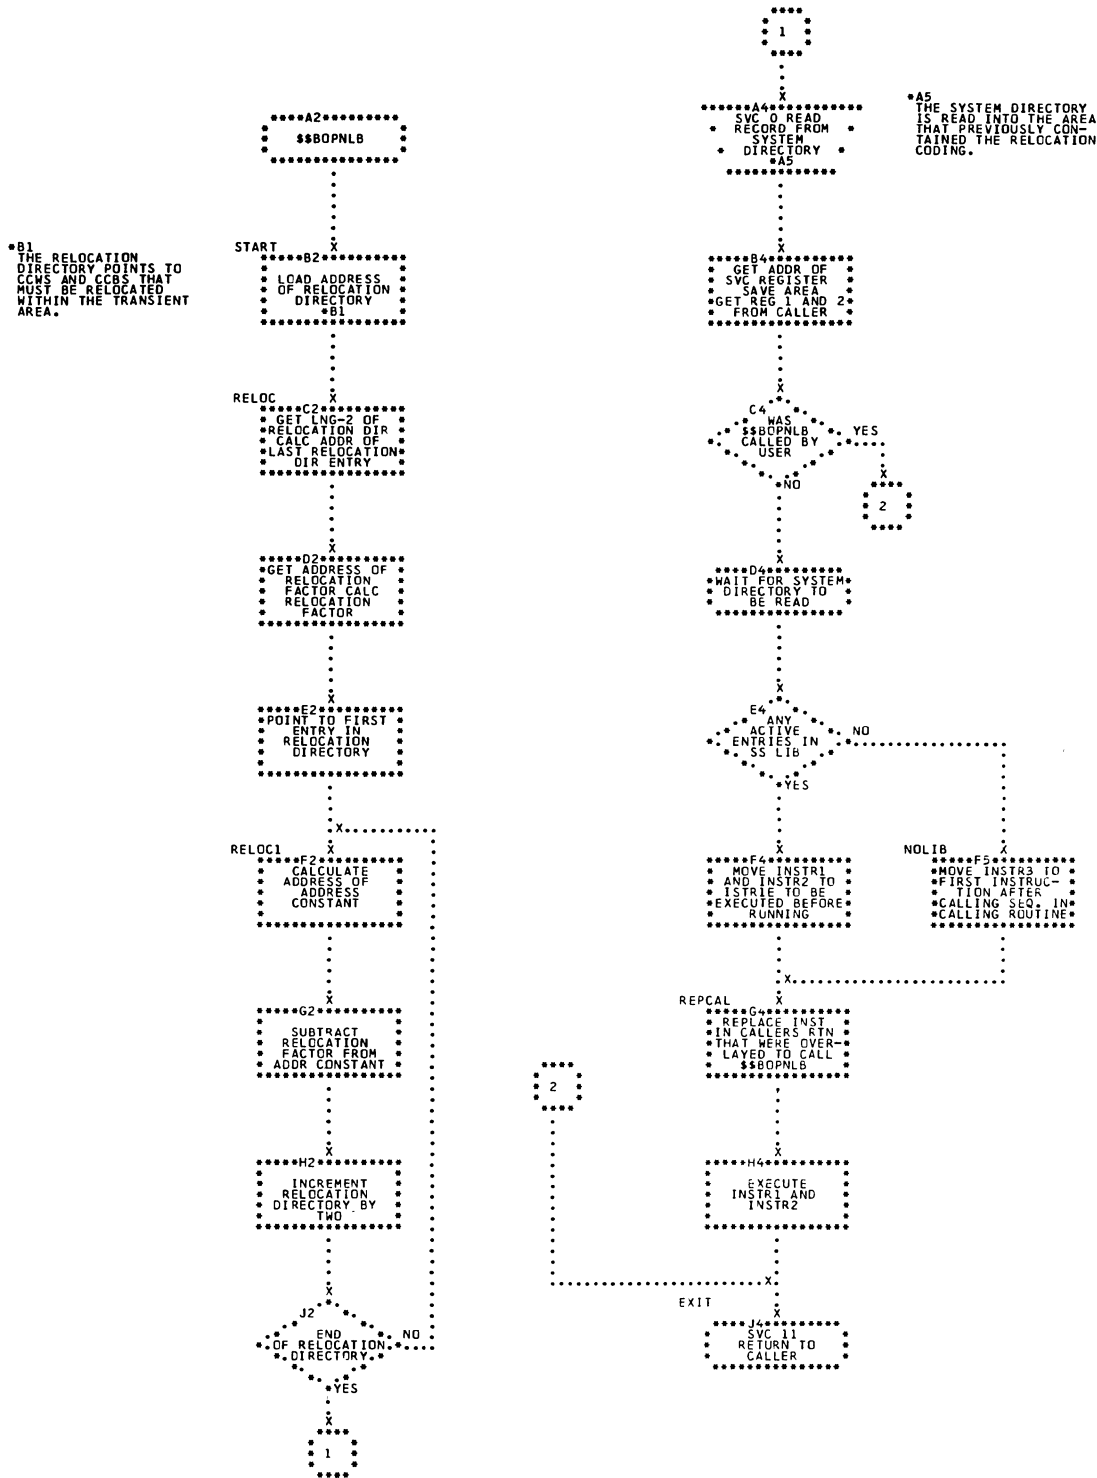 A2
$$BOPNLB
*B1
THE RELOCATION
DIRECTORY POINTS TO
CCWS AND CCBS THAT
MUST BE RELOCATED
WITHIN THE TRANSIENT
AREA.
START
B2
LOAD ADDRESS
OF RELOCATION
DIRECTORY
*B1
RELOC
C2
GET LNG-2 OF
RELOCATION DIR
CALC ADDR OF
LAST RELOCATION
DIR ENTRY
D2
GET ADDRESS OF
RELOCATION
FACTOR CALC
RELOCATION
FACTOR
E2
POINT TO FIRST
ENTRY IN
RELOCATION
DIRECTORY
RELOC1
F2
CALCULATE
ADDRESS OF
ADDRESS
CONSTANT
G2
SUBTRACT
RELOCATION
FACTOR FROM
ADDR CONSTANT
H2
INCREMENT
RELOCATION
DIRECTORY BY
TWO
J2
END
OF RELOCATION
DIRECTORY
NO
YES
1
1
A4
SVC 0 READ
RECORD FROM
SYSTEM
DIRECTORY
*A5
*A5
THE SYSTEM DIRECTORY
IS READ INTO THE AREA
THAT PREVIOUSLY CON-
TAINED THE RELOCATION
CODING.
B4
GET ADDR OF
SVC REGISTER
SAVE AREA
GET REG 1 AND 2
FROM CALLER
C4
WAS
$$BOPNLB
CALLED BY
USER
YES
NO
2
D4
WAIT FOR SYSTEM
DIRECTORY TO
BE READ
E4
ANY
ACTIVE
ENTRIES IN
SS LIB
NO
YES
F4
MOVE INSTR1
AND INSTR2 TO
ISTR1E TO BE
EXECUTED BEFORE
RUNNING
NOLIB
F5
MOVE INSTR3 TO
FIRST INSTRUC-
TION AFTER
CALLING SEQ. IN
CALLING ROUTINE
REPCAL
G4
REPLACE INST
IN CALLERS RTN
THAT WERE OVER-
LAYED TO CALL
$$BOPNLB
2
H4
EXECUTE
INSTR1 AND
INSTR2
EXIT
J4
SVC 11
RETURN TO
CALLER